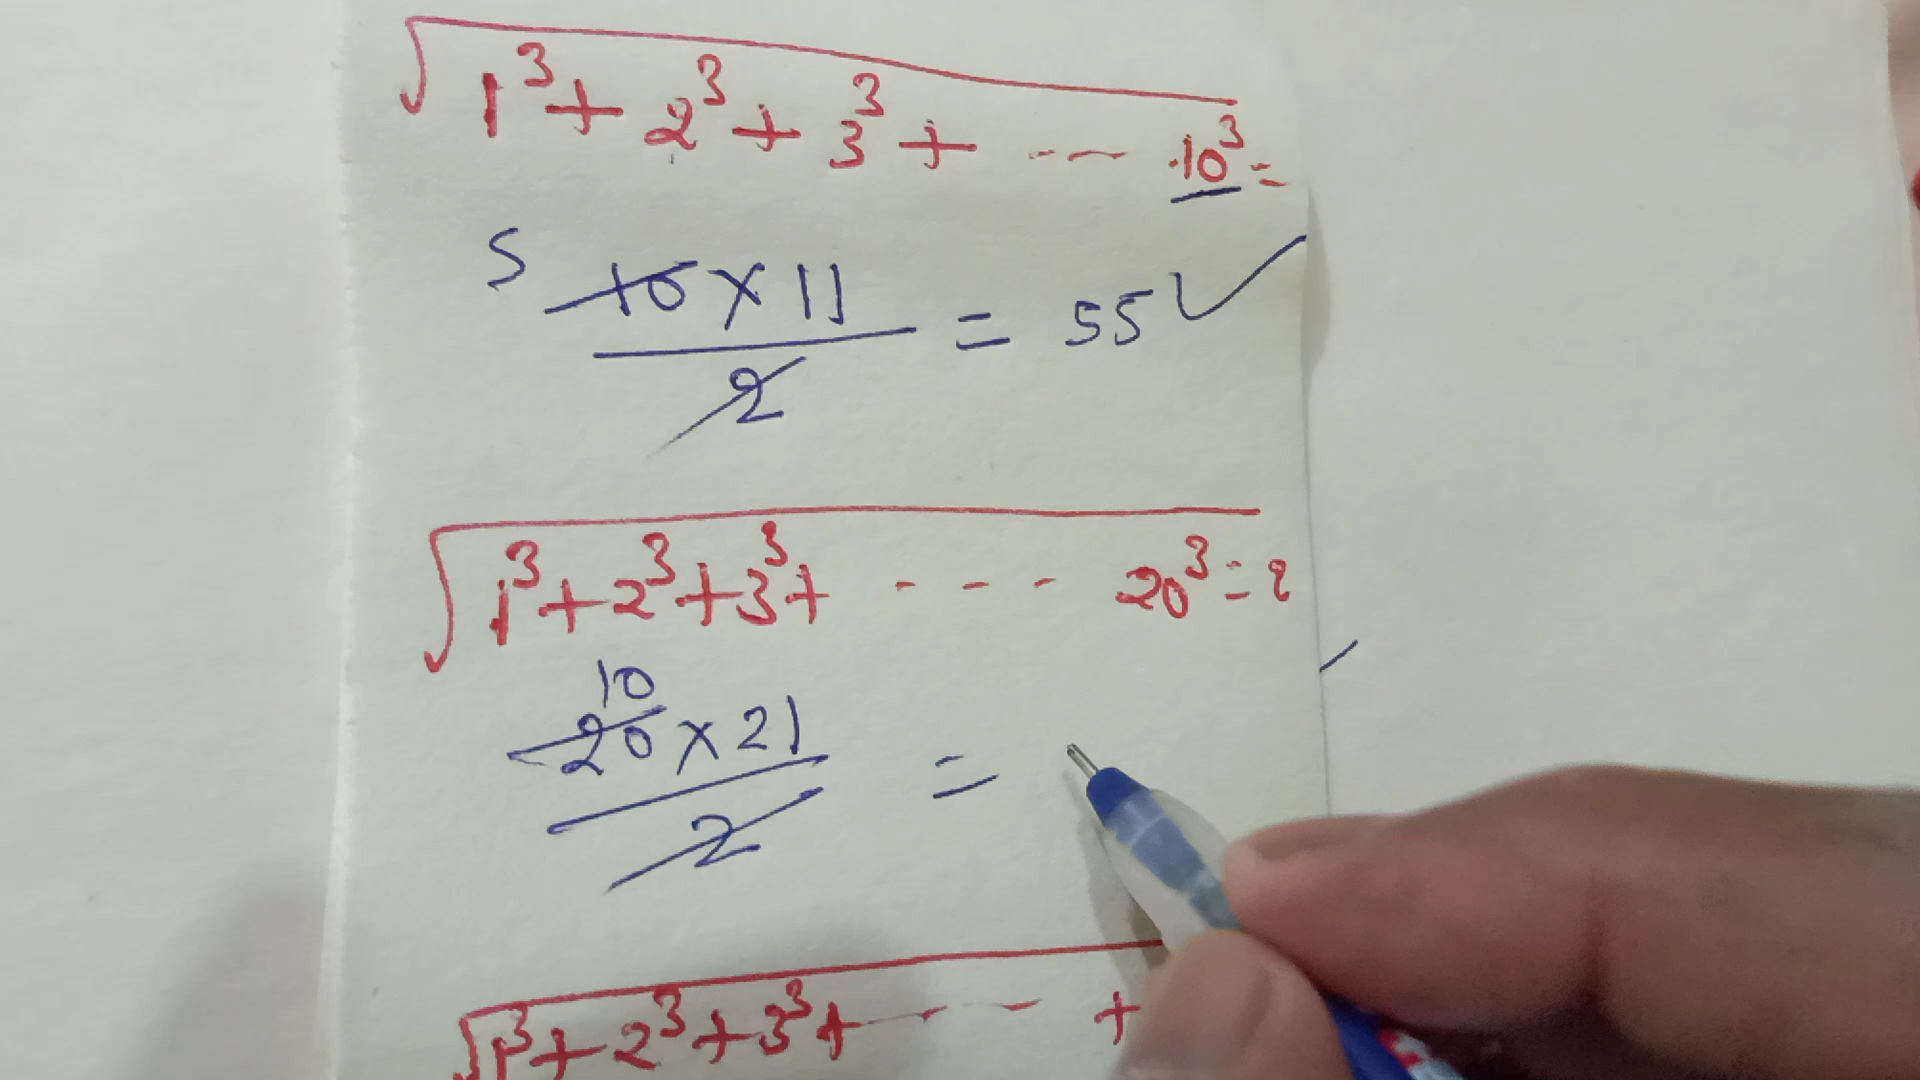 √1³ + 2³ + 3³ + --- 10³ =
5
10 × 11 = 55 ✓
2
√1³ + 2³ + 3³ + - - - 20³ = ?
10
20 × 21 =
2
√1³ + 2³ + 3³ + --- +